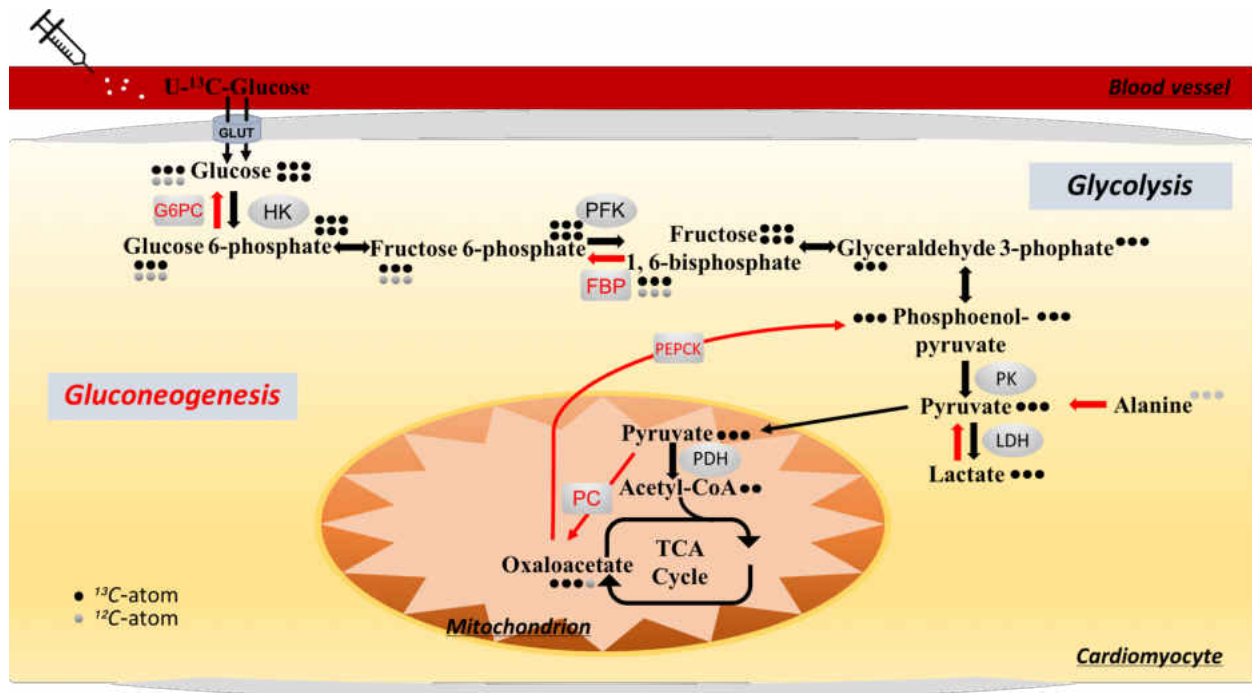 U-¹³C-Glucose
Blood vessel
GLUT
Glucose
Glycolysis
G6PC
HK
PFK
Glucose 6-phosphate
Fructose 6-phosphate
Fructose
1, 6-bisphosphate
Glyceraldehyde 3-phophate
FBP
Phosphoenol-
pyruvate
PEPCK
PK
Gluconeogenesis
Pyruvate
Alanine
LDH
Lactate
Pyruvate
PDH
Acetyl-CoA
PC
Oxaloacetate
TCA
Cycle
¹³C-atom
¹²C-atom
Mitochondrion
Cardiomyocyte